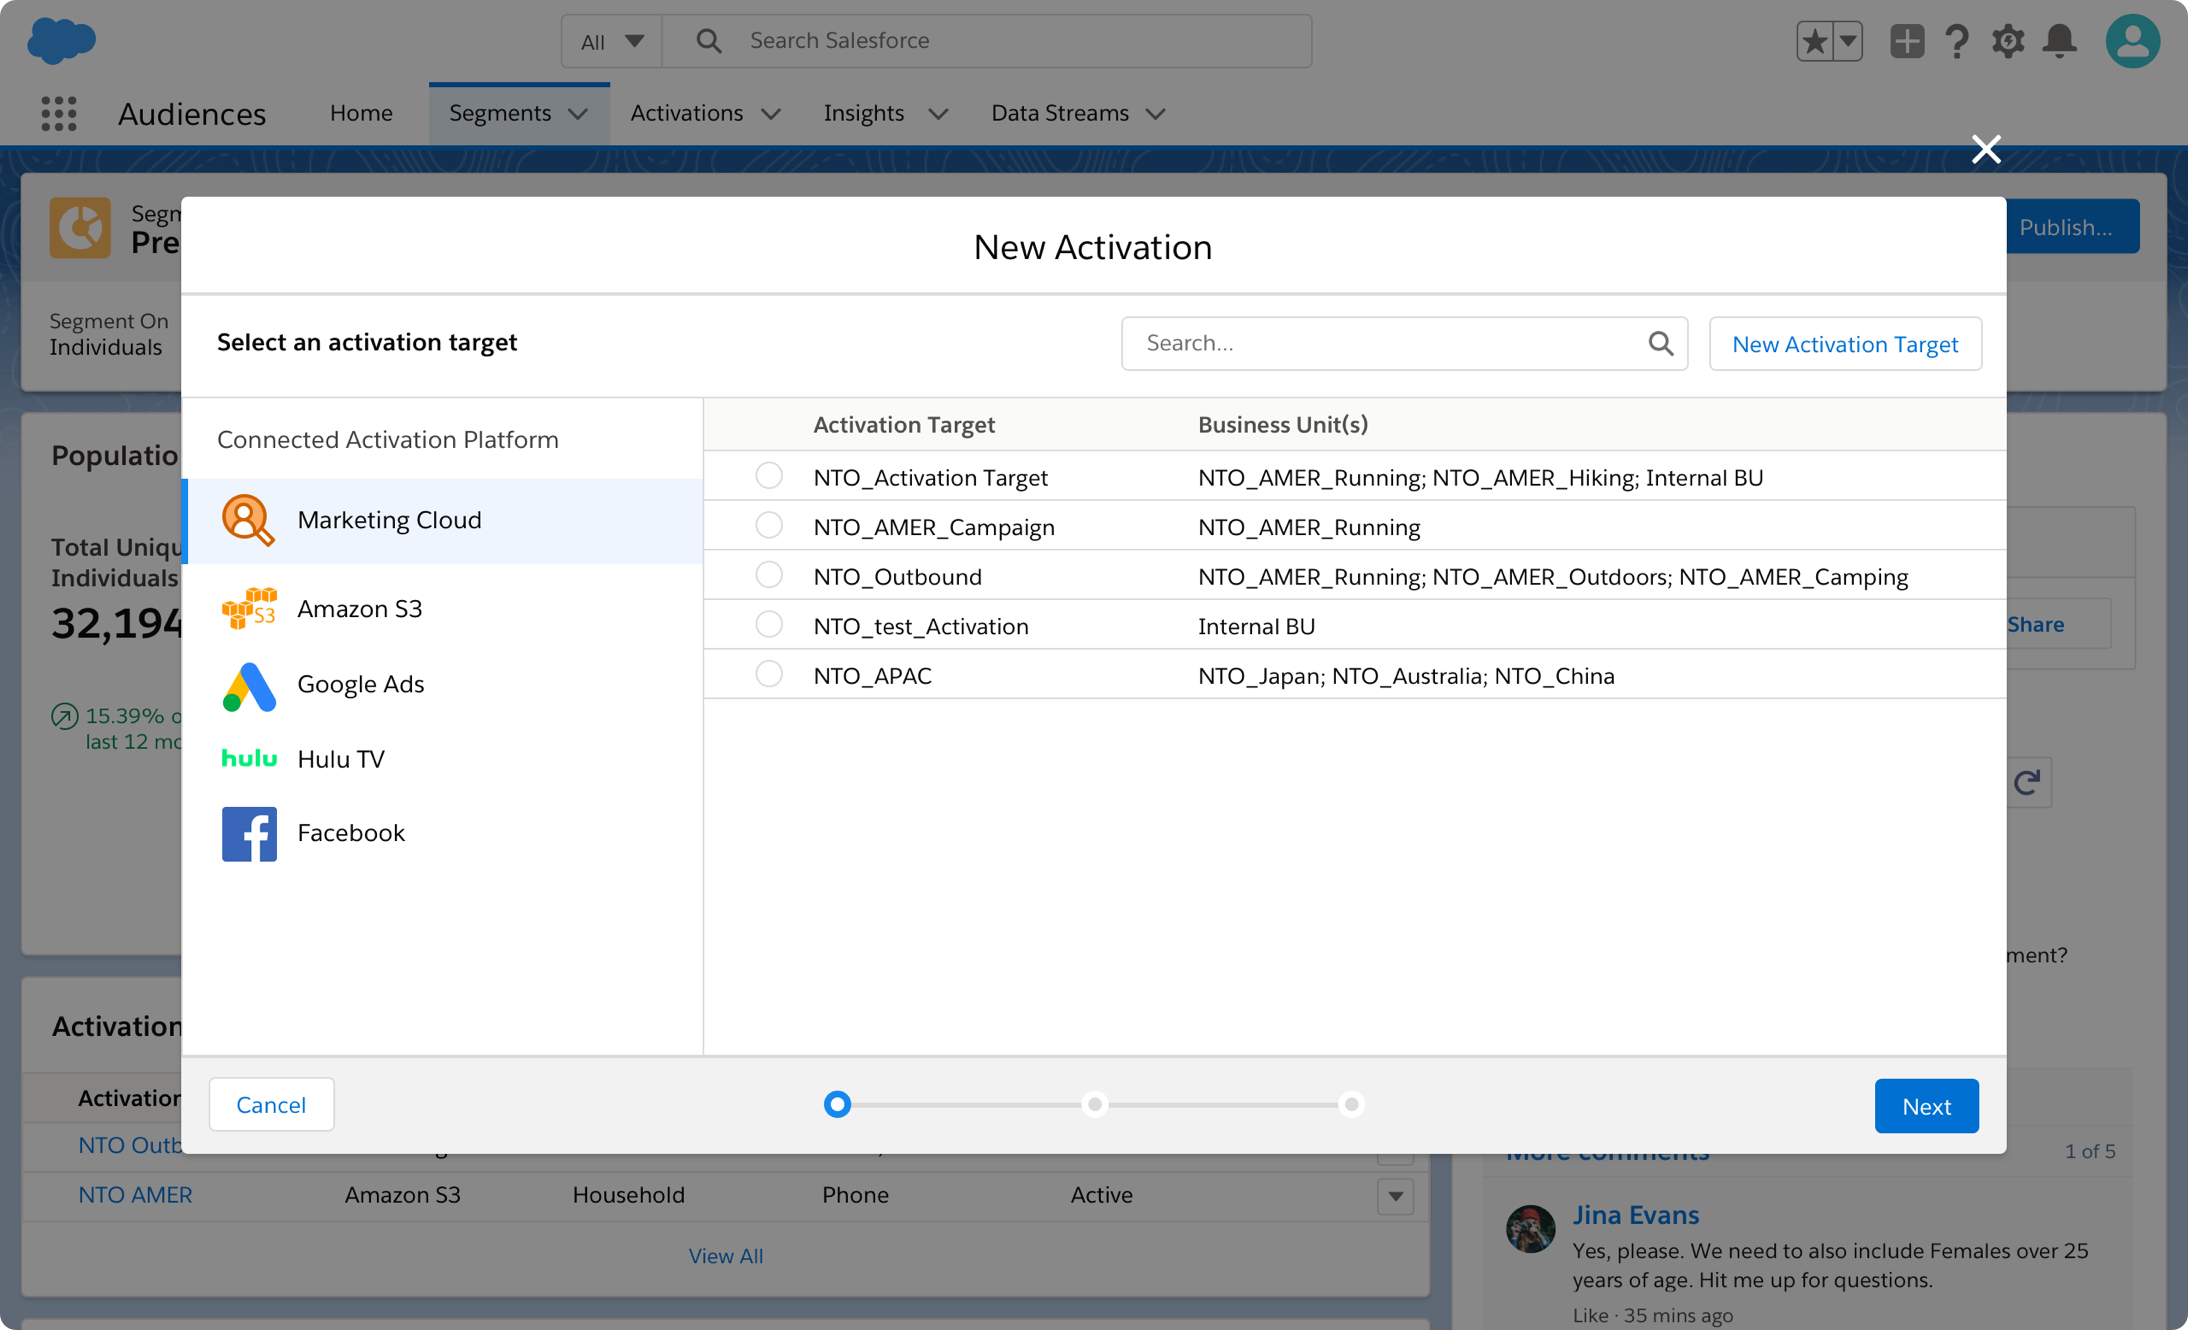 All
Search Salesforce
Audiences
Home
Segments
Activations
Insights
Data Streams
Segm
Pre
Publish...
New Activation
Segment On
Individuals
Select an activation target
Search...
New Activation Target
Connected Activation Platform
Activation Target
Business Unit(s)
Populatio
Marketing Cloud
NTO_Activation Target
NTO_AMER_Running; NTO_AMER_Hiking; Internal BU
NTO_AMER_Campaign
NTO_AMER_Running
Total Uniqu
Individuals
32,194
NTO_Outbound
NTO_AMER_Running; NTO_AMER_Outdoors; NTO_AMER_Camping
S3
Amazon S3
NTO_test_Activation
Internal BU
Share
Google Ads
NTO_APAC
NTO_Japan; NTO_Australia; NTO_China
15.39% o
last 12 mo
hulu
Hulu TV
f
Facebook
ment?
Activation
Activation
Cancel
Next
NTO Outb
More comments
1 of 5
NTO AMER
Amazon S3
Household
Phone
Active
View All
Jina Evans
Yes, please. We need to also include Females over 25
years of age. Hit me up for questions.
Like · 35 mins ago